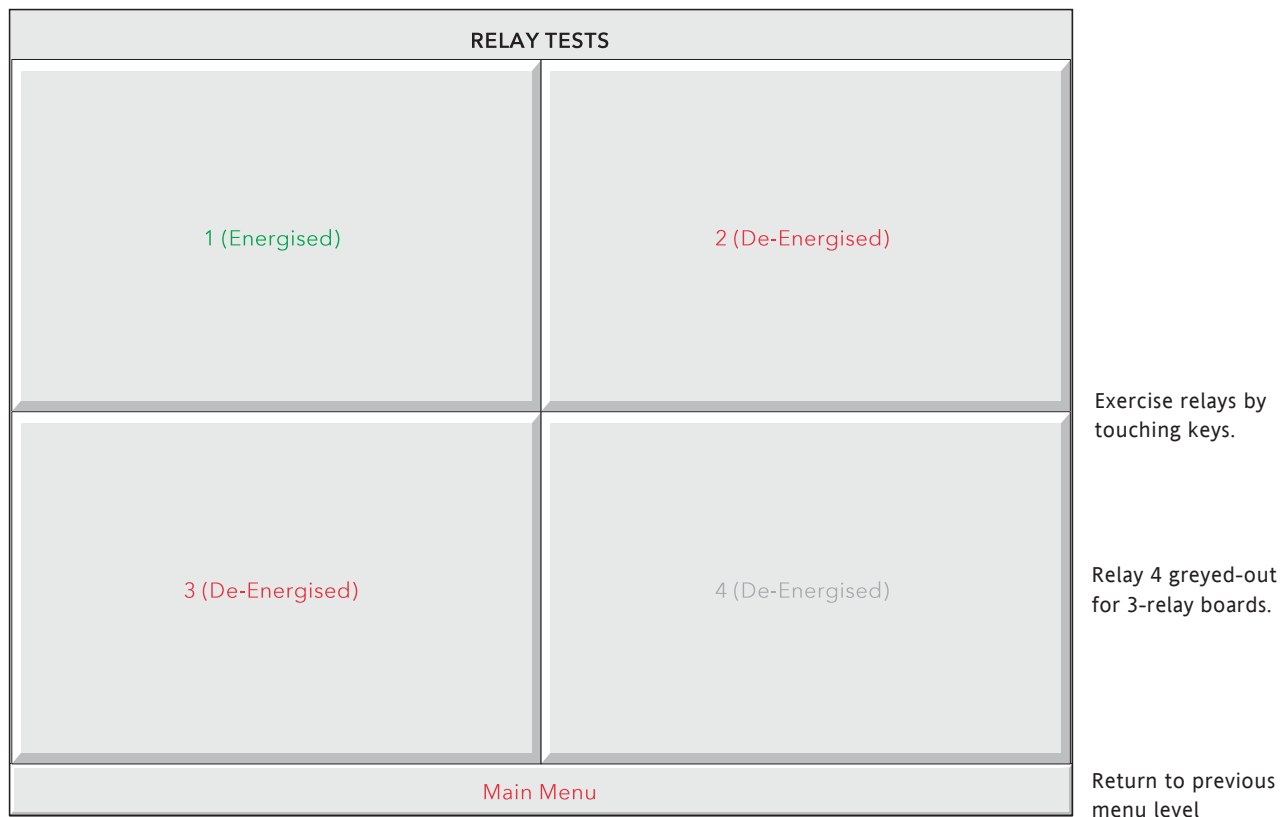 RELAY TESTS
1 (Energised)
2 (De-Energised)
Exercise relays by
touching keys.
3 (De-Energised)
4 (De-Energised)
Relay 4 greyed-out
for 3-relay boards.
Main Menu
Return to previous
menu level